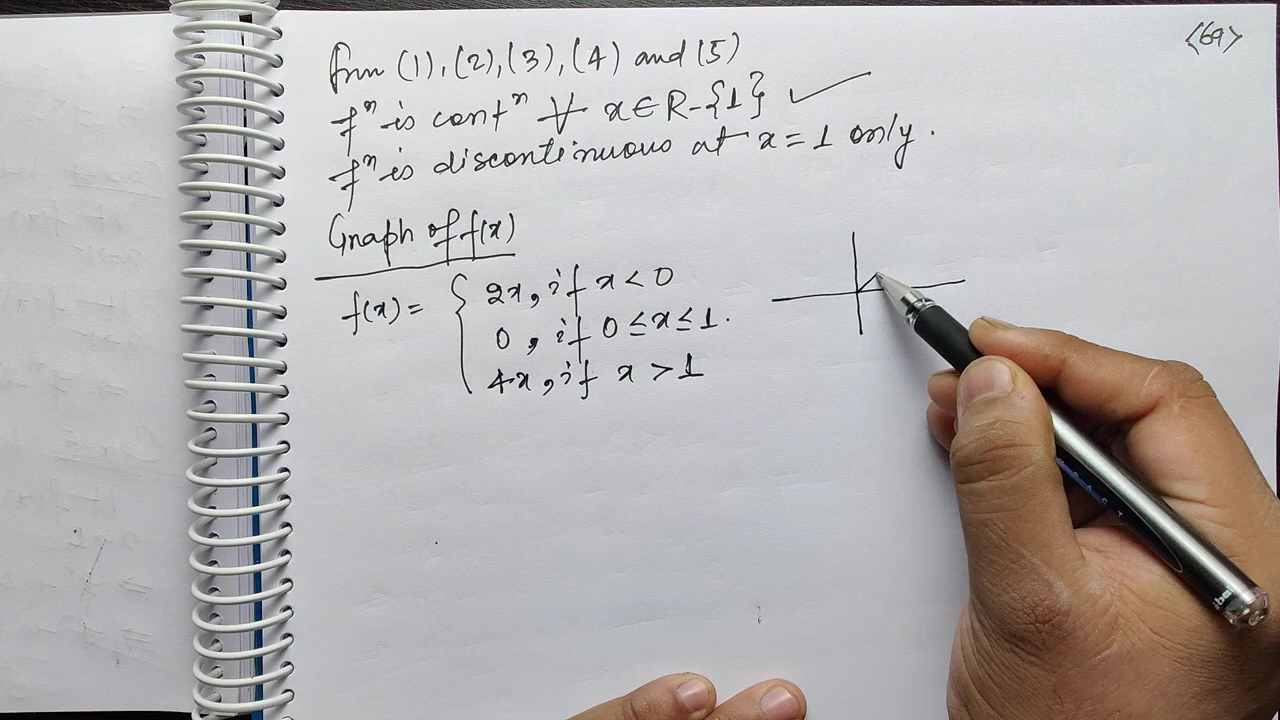 <69>
from (1), (2), (3), (4) and (5)
fⁿ is contⁿ ∀ x ∈ R-{1} ✓
fⁿ is discontinuous at x = 1 only.
Graph of f(x)
f(x) = { 2x, if x < 0
0, if 0 ≤ x ≤ 1.
4x, if x > 1